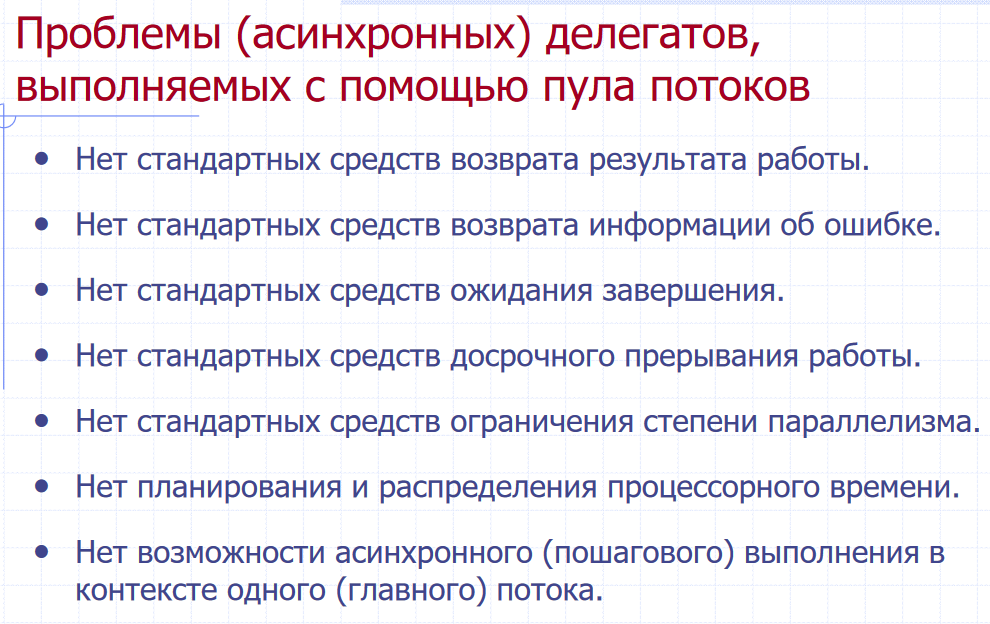 Проблемы (асинхронных) делегатов,
выполняемых с помощью пула потоков
• Нет стандартных средств возврата результата работы.
• Нет стандартных средств возврата информации об ошибке.
• Нет стандартных средств ожидания завершения.
• Нет стандартных средств досрочного прерывания работы.
• Нет стандартных средств ограничения степени параллелизма.
• Нет планирования и распределения процессорного времени.
• Нет возможности асинхронного (пошагового) выполнения в
контексте одного (главного) потока.